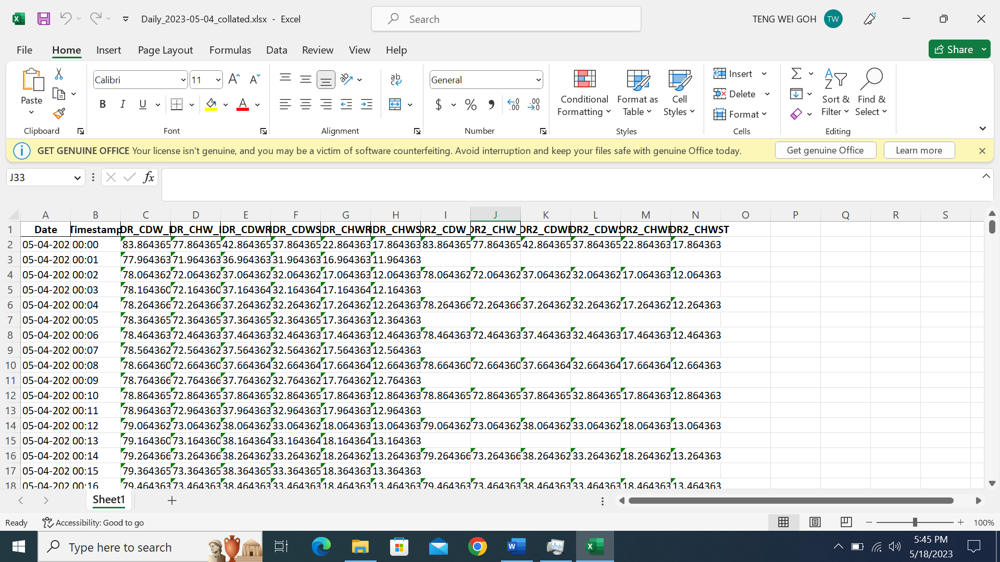 Daily_2023-05-04_collated.xlsx - Excel
Search
TENG WEI GOH TW
File Home Insert Page Layout Formulas Data Review View Help
Share
Paste
Calibri 11
B I U A
ab
General
$ % 9 .00
Conditional Formatting
Format as Table
Cell Styles
Insert
Delete
Format
Sort & Filter
Find & Select
Clipboard Font Alignment Number Styles Cells Editing
GET GENUINE OFFICE Your license isn't genuine, and you may be a victim of software counterfeiting. Avoid interruption and keep your files safe with genuine Office today.
Get genuine Office Learn more
J33 fx
A B C D E F G H I J K L M N O P Q R S
1 Date Timestamp DR_CDW_ DR_CHW_ DR_CDWR DR_CDWS DR_CHWR DR_CHWS DR2_CDW_ DR2_CHW_ DR2_CDWR DR2_CDWS DR2_CHWR DR2_CHWST
2 05-04-202 00:00 83.864365 77.864365 42.864365 37.864365 22.864363 17.864363 83.864365 77.864365 42.864365 37.864365 22.864363 17.864363
3 05-04-202 00:01 77.964363 71.964363 36.964363 31.964363 16.964363 11.964363
4 05-04-202 00:02 78.064362 72.064362 37.064362 32.064362 17.064363 12.064363 78.064362 72.064362 37.064362 32.064362 17.064363 12.064363
5 05-04-202 00:03 78.164360 72.164360 37.164364 32.164364 17.164364 12.164363
6 05-04-202 00:04 78.264366 72.264366 37.264362 32.264362 17.264362 12.264363 78.264366 72.264366 37.264362 32.264362 17.264362 12.264363
7 05-04-202 00:05 78.364365 72.364365 37.364365 32.364365 17.364363 12.364363
8 05-04-202 00:06 78.464363 72.464363 37.464363 32.464363 17.464363 12.464363 78.464363 72.464363 37.464363 32.464363 17.464363 12.464363
9 05-04-202 00:07 78.564362 72.564362 37.564362 32.564362 17.564363 12.564363
10 05-04-202 00:08 78.664360 72.664360 37.664364 32.664364 17.664364 12.664363 78.664360 72.664360 37.664364 32.664364 17.664364 12.664363
11 05-04-202 00:09 78.764366 72.764366 37.764362 32.764362 17.764362 12.764363
12 05-04-202 00:10 78.864365 72.864365 37.864365 32.864365 17.864363 12.864363 78.864365 72.864365 37.864365 32.864365 17.864363 12.864363
13 05-04-202 00:11 78.964363 72.964363 37.964363 32.964363 17.964363 12.964363
14 05-04-202 00:12 79.064362 73.064362 38.064362 33.064362 18.064363 13.064363 79.064362 73.064362 38.064362 33.064362 18.064363 13.064363
15 05-04-202 00:13 79.164360 73.164360 38.164364 33.164364 18.164364 13.164363
16 05-04-202 00:14 79.264366 73.264366 38.264362 33.264362 18.264362 13.264363 79.264366 73.264366 38.264362 33.264362 18.264362 13.264363
17 05-04-202 00:15 79.364365 73.364365 38.364365 33.364365 18.364363 13.364363
18 05-04-202 00:16 79.464363 73.464363 38.464363 33.464363 18.464363 13.464363 79.464363 73.464363 38.464363 33.464363 18.464363 13.464363
Sheet1
Ready Accessibility: Good to go 100%
Type here to search
5:45 PM
5/18/2023